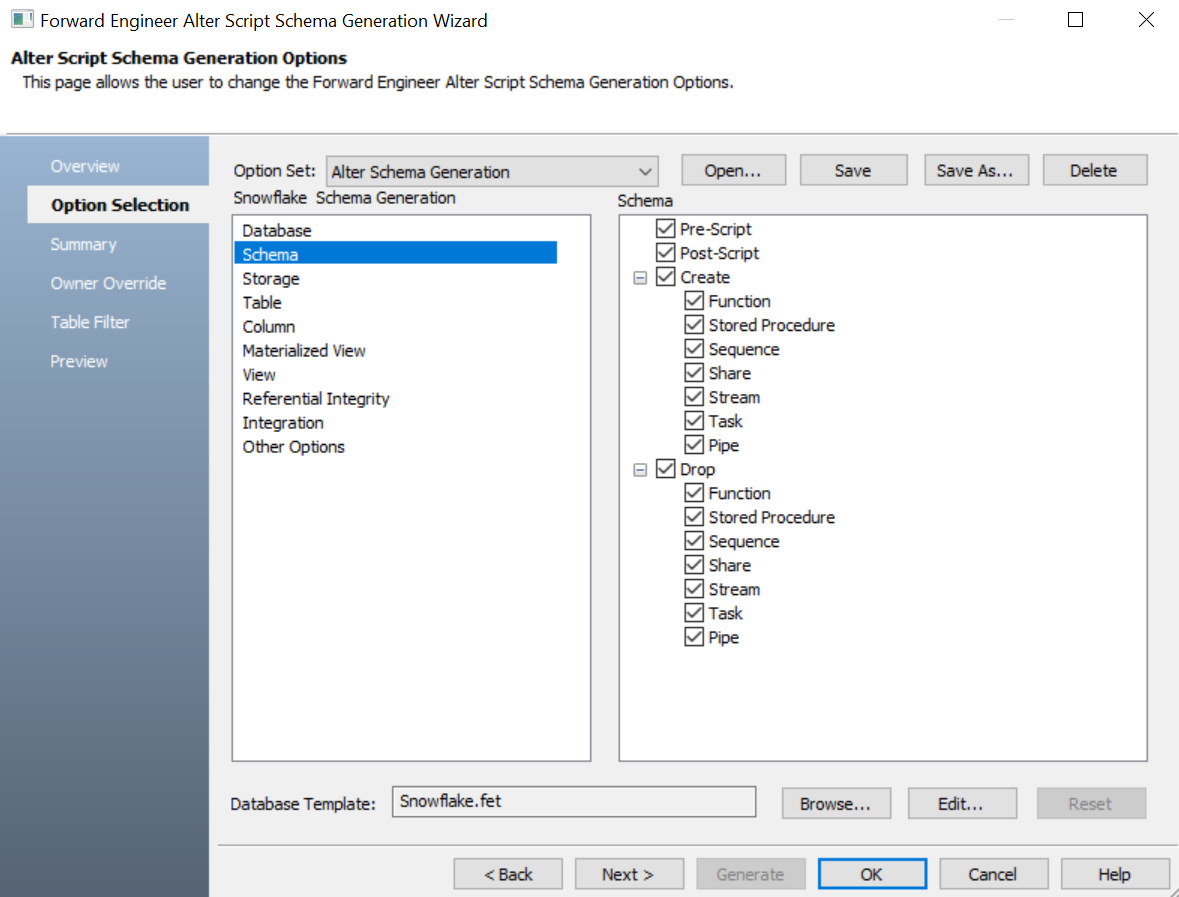 Forward Engineer Alter Script Schema Generation Wizard
Alter Script Schema Generation Options
This page allows the user to change the Forward Engineer Alter Script Schema Generation Options.
Overview
Option Selection
Summary
Owner Override
Table Filter
Preview
Option Set: Alter Schema Generation Open... Save Save As... Delete
Snowflake Schema Generation
Database
Schema
Storage
Table
Column
Materialized View
View
Referential Integrity
Integration
Other Options
Schema
Pre-Script
Post-Script
Create
Function
Stored Procedure
Sequence
Share
Stream
Task
Pipe
Drop
Function
Stored Procedure
Sequence
Share
Stream
Task
Pipe
Database Template: Snowflake.fet Browse... Edit... Reset
< Back Next > Generate OK Cancel Help